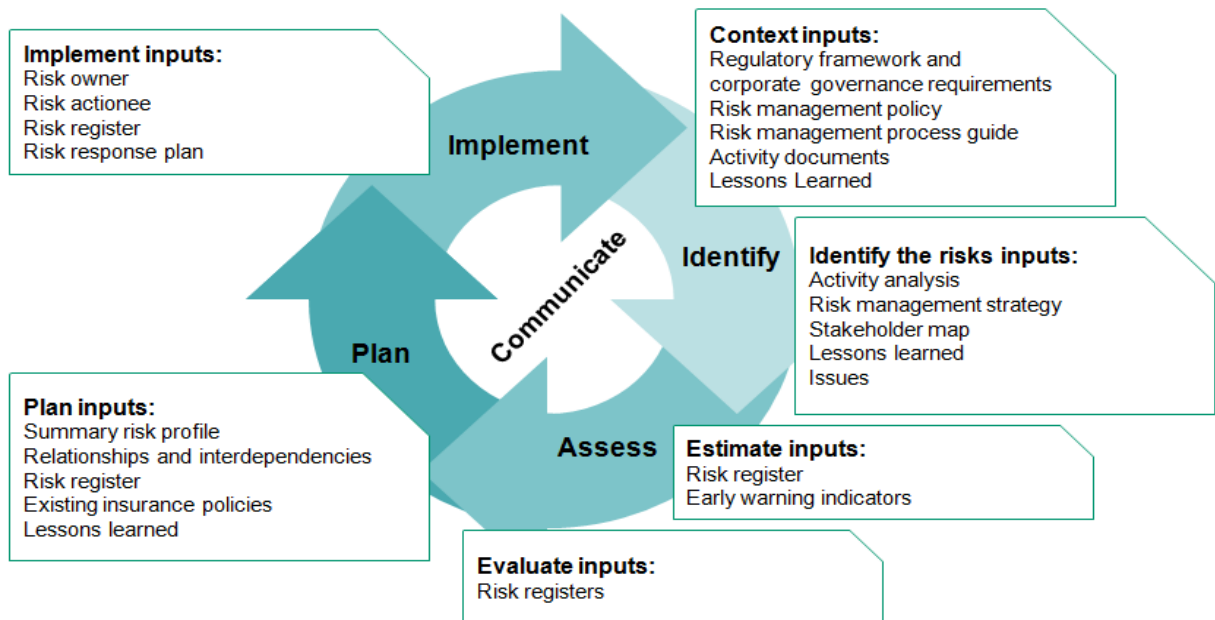 Implement inputs:
Risk owner
Risk actionee
Risk register
Risk response plan
Context inputs:
Regulatory framework and
corporate governance requirements
Risk management policy
Risk management process guide
Activity documents
Lessons Learned
Implement
Identify
Communicate
Plan
Assess
Identify the risks inputs:
Activity analysis
Risk management strategy
Stakeholder map
Lessons learned
Issues
Plan inputs:
Summary risk profile
Relationships and interdependencies
Risk register
Existing insurance policies
Lessons learned
Estimate inputs:
Risk register
Early warning indicators
Evaluate inputs:
Risk registers